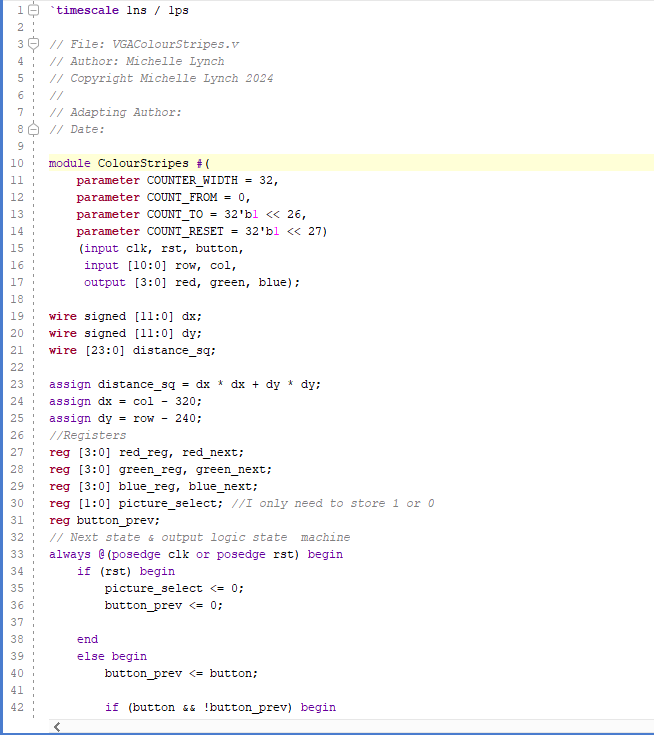 1 `timescale 1ns / 1ps
2
3 // File: VGAColourStripes.v
4 // Author: Michelle Lynch
5 // Copyright Michelle Lynch 2024
6 //
7 // Adapting Author:
8 // Date:
9
10 module ColourStripes #(
11 parameter COUNTER_WIDTH = 32,
12 parameter COUNT_FROM = 0,
13 parameter COUNT_TO = 32'b1 << 26,
14 parameter COUNT_RESET = 32'b1 << 27)
15 (input clk, rst, button,
16 input [10:0] row, col,
17 output [3:0] red, green, blue);
18
19 wire signed [11:0] dx;
20 wire signed [11:0] dy;
21 wire [23:0] distance_sq;
22
23 assign distance_sq = dx * dx + dy * dy;
24 assign dx = col - 320;
25 assign dy = row - 240;
26 //Registers
27 reg [3:0] red_reg, red_next;
28 reg [3:0] green_reg, green_next;
29 reg [3:0] blue_reg, blue_next;
30 reg [1:0] picture_select; //I only need to store 1 or 0
31 reg button_prev;
32 // Next state & output logic state  machine
33 always @(posedge clk or posedge rst) begin
34 if (rst) begin
35 picture_select <= 0;
36 button_prev <= 0;
37
38 end
39 else begin
40 button_prev <= button;
41
42 if (button && !button_prev) begin